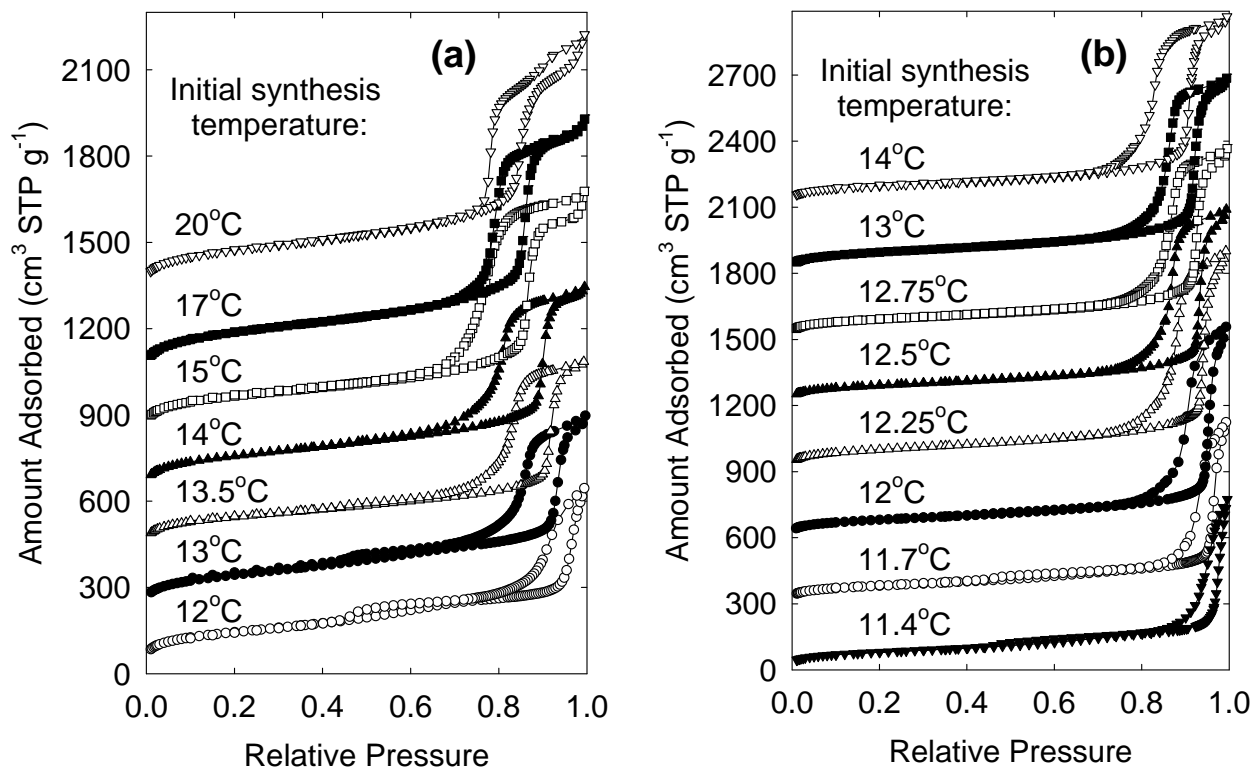 (a)
Initial synthesis
temperature:
20°C
17°C
15°C
14°C
13.5°C
13°C
12°C
2100
1800
1500
1200
900
600
300
0
0.0 0.2 0.4 0.6 0.8 1.0
Amount Adsorbed (cm³ STP g⁻¹)
Relative Pressure
(b)
Initial synthesis
temperature:
14°C
13°C
12.75°C
12.5°C
12.25°C
12°C
11.7°C
11.4°C
2700
2400
2100
1800
1500
1200
900
600
300
0
0.0 0.2 0.4 0.6 0.8 1.0
Amount Adsorbed (cm³ STP g⁻¹)
Relative Pressure